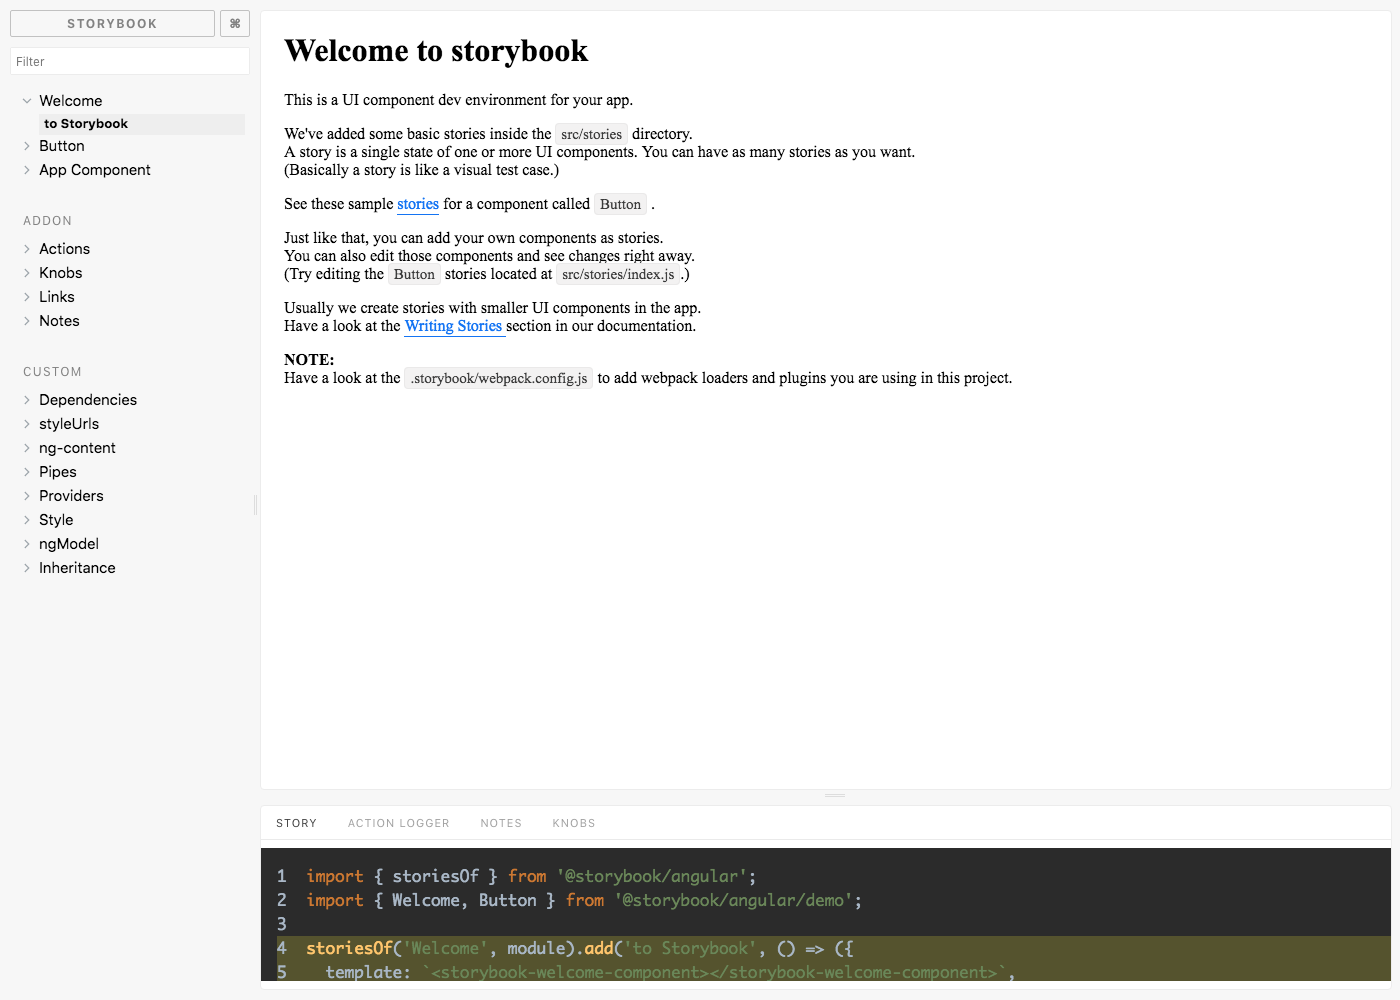 STORYBOOK
⌘
Filter
Welcome
to Storybook
Button
App Component
ADDON
Actions
Knobs
Links
Notes
CUSTOM
Dependencies
styleUrls
ng-content
Pipes
Providers
Style
ngModel
Inheritance
Welcome to storybook
This is a UI component dev environment for your app.
We've added some basic stories inside the src/stories directory.
A story is a single state of one or more UI components. You can have as many stories as you want.
(Basically a story is like a visual test case.)
See these sample stories for a component called Button .
Just like that, you can add your own components as stories.
You can also edit those components and see changes right away.
(Try editing the Button stories located at src/stories/index.js.)
Usually we create stories with smaller UI components in the app.
Have a look at the Writing Stories section in our documentation.
NOTE:
Have a look at the .storybook/webpack.config.js to add webpack loaders and plugins you are using in this project.
STORY ACTION LOGGER NOTES KNOBS
1 import { storiesOf } from '@storybook/angular';
2 import { Welcome, Button } from '@storybook/angular/demo';
3
4 storiesOf('Welcome', module).add('to Storybook', () => ({
5   template: `<storybook-welcome-component></storybook-welcome-component>`,